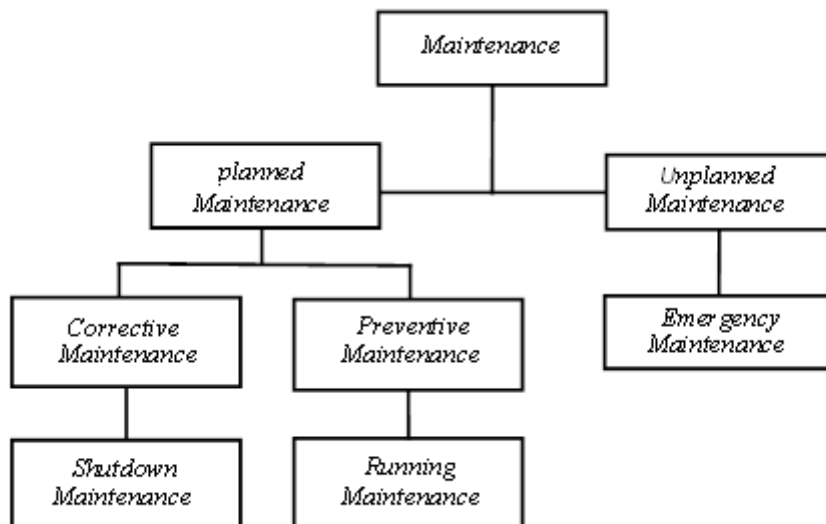 Maintenance
planned
Maintenance
Unplanned
Maintenance
Corrective
Maintenance
Preventive
Maintenance
Emergency
Maintenance
Shutdown
Maintenance
Running
Maintenance